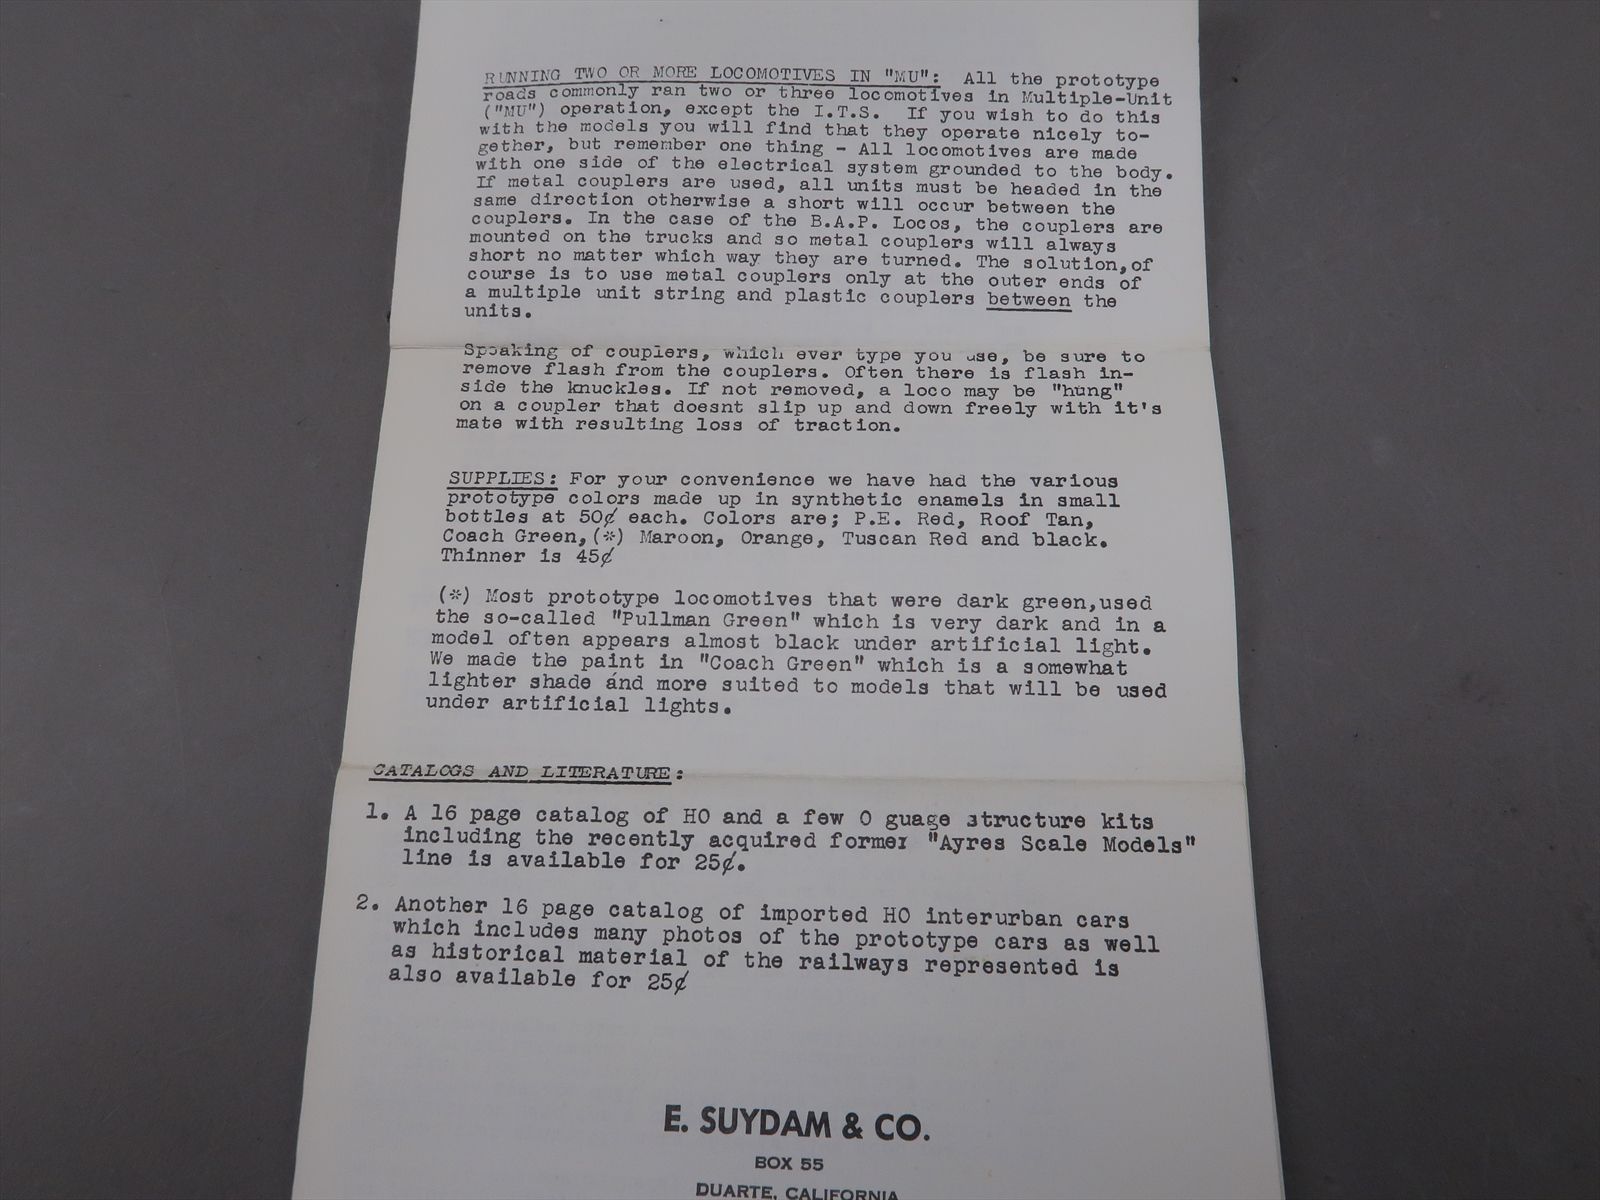 RUNNING TWO OR MORE LOCOMOTIVES IN "MU": All the prototype
roads commonly ran two or three locomotives in Multiple-Unit
("MU") operation, except the I.T.S. If you wish to do this
with the models you will find that they operate nicely to-
gether, but remember one thing - All locomotives are made
with one side of the electrical system grounded to the body.
If metal couplers are used, all units must be headed in the
same direction otherwise a short will occur between the
couplers. In the case of the B.A.P. Locos, the couplers are
mounted on the trucks and so metal couplers will always
short no matter which way they are turned. The solution,of
course is to use metal couplers only at the outer ends of
a multiple unit string and plastic couplers between the
units.
Speaking of couplers, which ever type you use, be sure to
remove flash from the couplers. Often there is flash in-
side the knuckles. If not removed, a loco may be "hung"
on a coupler that doesnt slip up and down freely with it's
mate with resulting loss of traction.
SUPPLIES: For your convenience we have had the various
prototype colors made up in synthetic enamels in small
bottles at 50¢ each. Colors are; P.E. Red, Roof Tan,
Coach Green,(*) Maroon, Orange, Tuscan Red and black.
Thinner is 45¢
(*) Most prototype locomotives that were dark green,used
the so-called "Pullman Green" which is very dark and in a
model often appears almost black under artificial light.
We made the paint in "Coach Green" which is a somewhat
lighter shade and more suited to models that will be used
under artificial lights.
CATALOGS AND LITERATURE:
1. A 16 page catalog of HO and a few O guage structure kits
including the recently acquired former "Ayres Scale Models"
line is available for 25¢.
2. Another 16 page catalog of imported HO interurban cars
which includes many photos of the prototype cars as well
as historical material of the railways represented is
also available for 25¢
E. SUYDAM & CO.
BOX 55
DUARTE, CALIFORNIA